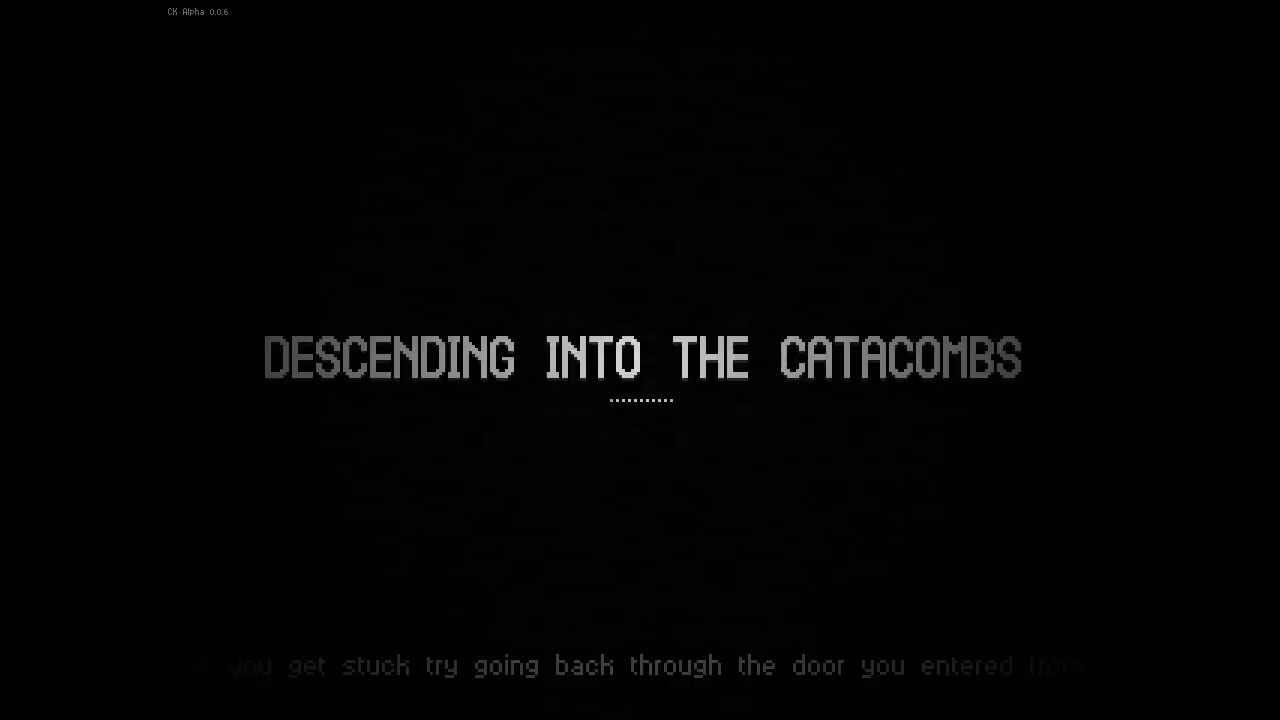 CK Alpha 0.0.6
DESCENDING INTO THE CATACOMBS
...........
you get stuck try going back through the door you entered from